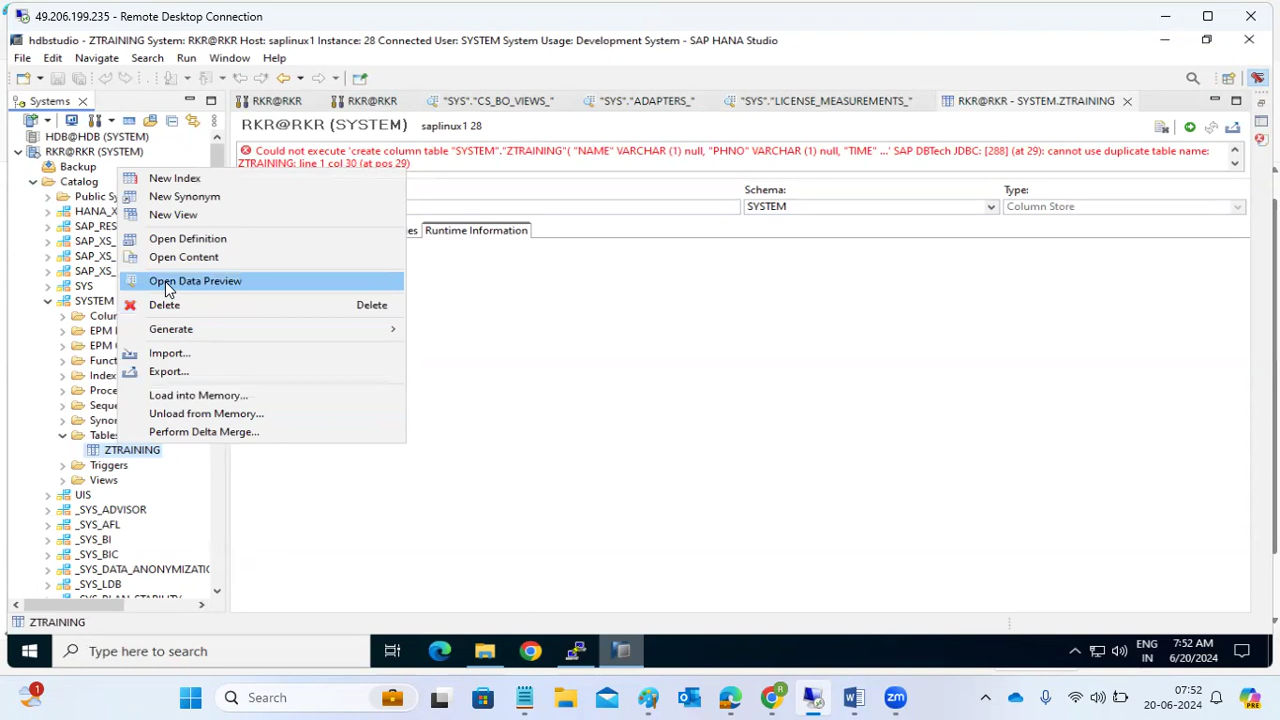 49.206.199.235 - Remote Desktop Connection
hdbstudio - ZTRAINING System: RKR@RKR Host: saplinux1 Instance: 28 Connected User: SYSTEM System Usage: Development System - SAP HANA Studio
File Edit Navigate Search Run Window Help
Systems
RKR@RKR
RKR@RKR
"SYS"."CS_BO_VIEWS_"
"SYS"."ADAPTERS_"
"SYS"."LICENSE_MEASUREMENTS_"
RKR@RKR - SYSTEM.ZTRAINING
HDB@HDB (SYSTEM)
RKR@RKR (SYSTEM)
Backup
Catalog
Public Sy
HANA_X
SAP_RES
SAP_XS_
SAP_XS_
SAP_XS_
SYS
SYSTEM
Colu
EPM
EPM
Funct
Index
Proce
Sequ
Synon
Tables
ZTRAINING
Triggers
Views
UIS
_SYS_ADVISOR
_SYS_AFL
_SYS_BI
_SYS_BIC
_SYS_DATA_ANONYMIZATIO
_SYS_LDB
New Index
New Synonym
New View
Open Definition
Open Content
Open Data Preview
Delete Delete
Generate
Import...
Export...
Load into Memory...
Unload from Memory...
Perform Delta Merge...
RKR@RKR (SYSTEM) saplinux1 28
Could not execute 'create column table "SYSTEM"."ZTRAINING"( "NAME" VARCHAR (1) null, "PHNO" VARCHAR (1) null, "TIME" ...' SAP DBTech JDBC: [288] (at 29): cannot use duplicate table name:
ZTRAINING: line 1 col 30 (at pos 29)
Schema: Type:
SYSTEM Column Store
es Runtime Information
ZTRAINING
Type here to search
ENG
IN
7:52 AM
6/20/2024
1
Search
07:52
20-06-2024